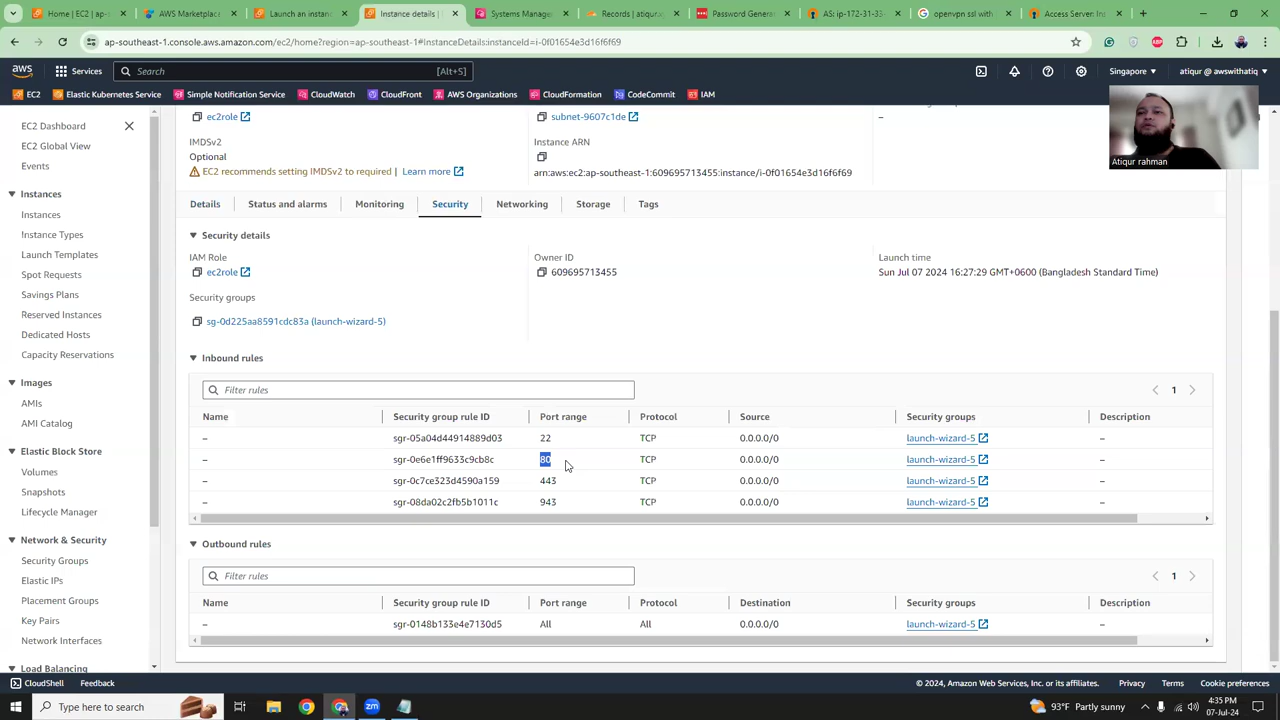 Home | EC2 | ap-s
AWS Marketplace
Launch an instan
Instance details |
Systems Manage
Records | atiqura
Password Genera
AS: ip-172-31-33-
openvpn ssl with
Access Server: Ins
ap-southeast-1.console.aws.amazon.com/ec2/home?region=ap-southeast-1#InstanceDetails:instanceId=i-0f01654e3d16f6f69
aws
Services
Search
[Alt+S]
Singapore
atiqur @ awswithatiq
EC2
Elastic Kubernetes Service
Simple Notification Service
CloudWatch
CloudFront
AWS Organizations
CloudFormation
CodeCommit
IAM
EC2 Dashboard
EC2 Global View
Events
Instances
Instances
Instance Types
Launch Templates
Spot Requests
Savings Plans
Reserved Instances
Dedicated Hosts
Capacity Reservations
Images
AMIs
AMI Catalog
Elastic Block Store
Volumes
Snapshots
Lifecycle Manager
Network & Security
Security Groups
Elastic IPs
Placement Groups
Key Pairs
Network Interfaces
Load Balancing
ec2role
subnet-9607c1de
–
IMDSv2
Optional
EC2 recommends setting IMDSv2 to required | Learn more
Instance ARN
arn:aws:ec2:ap-southeast-1:609695713455:instance/i-0f01654e3d16f6f69
Atiqur rahman
Details
Status and alarms
Monitoring
Security
Networking
Storage
Tags
Security details
IAM Role
ec2role
Owner ID
609695713455
Launch time
Sun Jul 07 2024 16:27:29 GMT+0600 (Bangladesh Standard Time)
Security groups
sg-0d225aa8591cdc83a (launch-wizard-5)
Inbound rules
Filter rules
1
Name Security group rule ID Port range Protocol Source Security groups Description
– sgr-05a04d44914889d03 22 TCP 0.0.0.0/0 launch-wizard-5 –
– sgr-0e6e1ff9633c9cb8c 80 TCP 0.0.0.0/0 launch-wizard-5 –
– sgr-0c7ce323d4590a159 443 TCP 0.0.0.0/0 launch-wizard-5 –
– sgr-08da02c2fb5b1011c 943 TCP 0.0.0.0/0 launch-wizard-5 –
Outbound rules
Filter rules
1
Name Security group rule ID Port range Protocol Destination Security groups Description
– sgr-0148b133e4e7130d5 All All 0.0.0.0/0 launch-wizard-5 –
CloudShell
Feedback
© 2024, Amazon Web Services, Inc. or its affiliates.
Privacy
Terms
Cookie preferences
Type here to search
93°F Partly sunny
4:35 PM
07-Jul-24